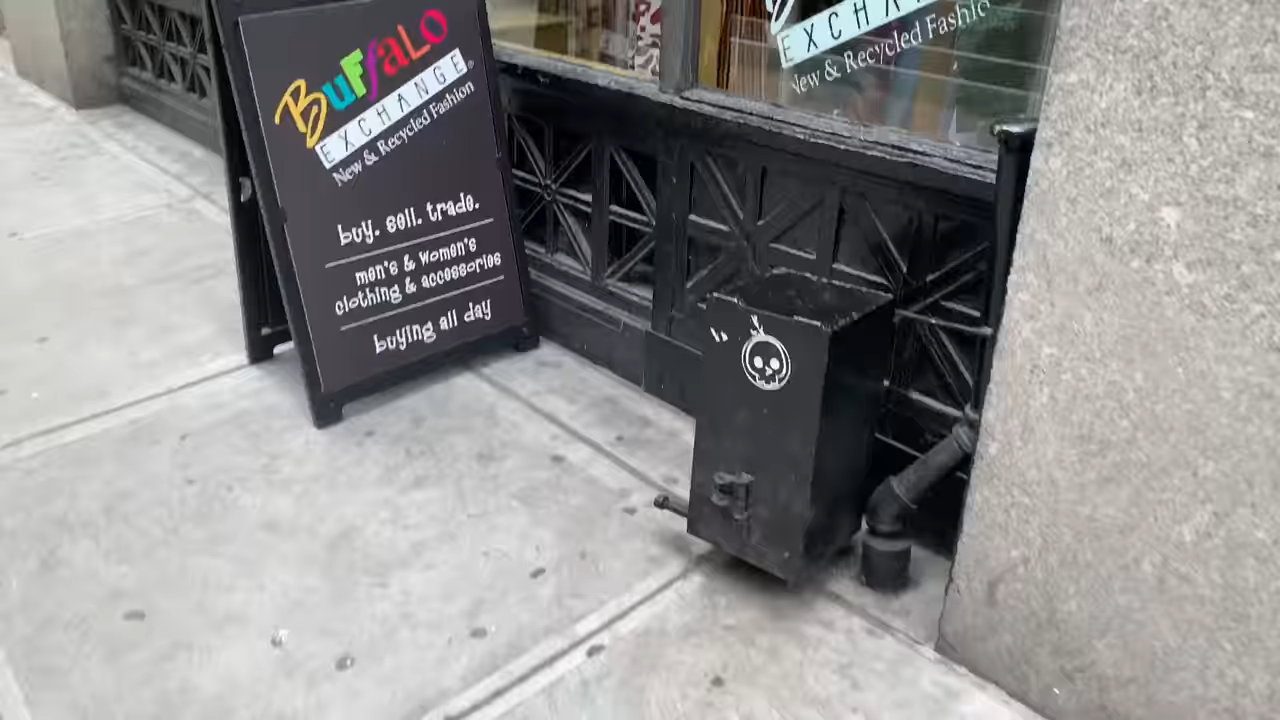 BuffaLO
EXCHANGE®
New & Recycled Fashion
buy. sell. trade.
men's & women's
clothing & accessories
buying all day
EXCHA
New & Recycled Fashio